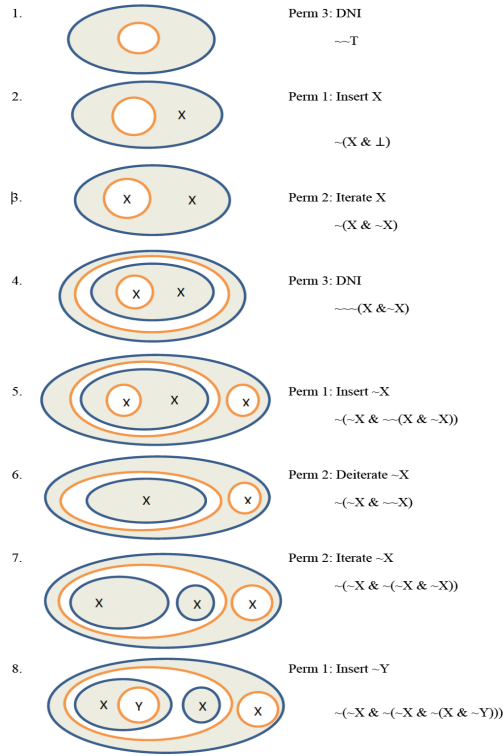 1.
Perm 3: DNI
~~T
2.
Perm 1: Insert X
X
~(X & ⊥)
3.
Perm 2: Iterate X
X X
~(X & ~X)
4.
Perm 3: DNI
X X
~~~(X &~X)
5.
Perm 1: Insert ~X
X X X
~(~X & ~~(X & ~X))
6.
Perm 2: Deiterate ~X
X X
~(~X & ~~X)
7.
Perm 2: Iterate ~X
~(~X & ~(~X & ~X))
X X X
8.
Perm 1: Insert ~Y
X Y X X
~(~X & ~(~X & ~(X & ~Y)))